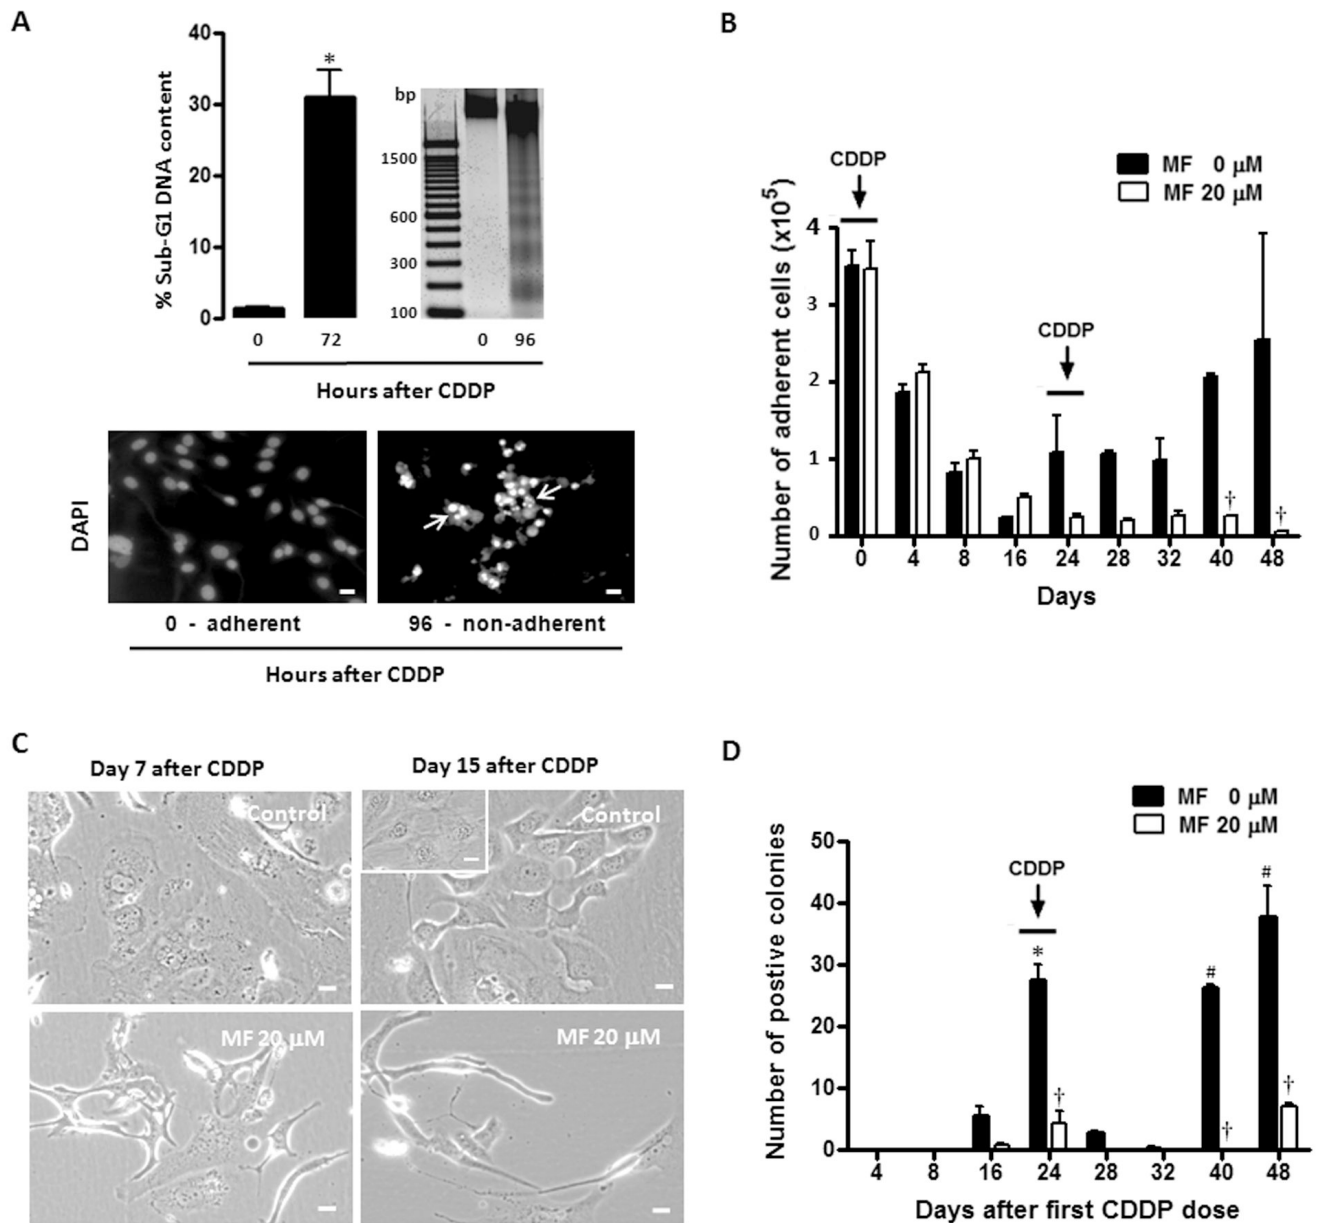 A
40
30
20
10
0
% Sub-G1 DNA content
*
0
72
bp
1500
600
300
100
0
96
Hours after CDDP
DAPI
0 - adherent
96 - non-adherent
Hours after CDDP
B
MF 0 μM
MF 20 μM
CDDP
CDDP
Number of adherent cells (x10⁵)
4
3
2
1
0
†
†
0 4 8 16 24 28 32 40 48
Days
C
Day 7 after CDDP
Day 15 after CDDP
Control
Control
MF 20 μM
MF 20 μM
D
MF 0 μM
MF 20 μM
CDDP
Number of postive colonies
50
40
30
20
10
0
*
†
#
†
#
†
4 8 16 24 28 32 40 48
Days after first CDDP dose